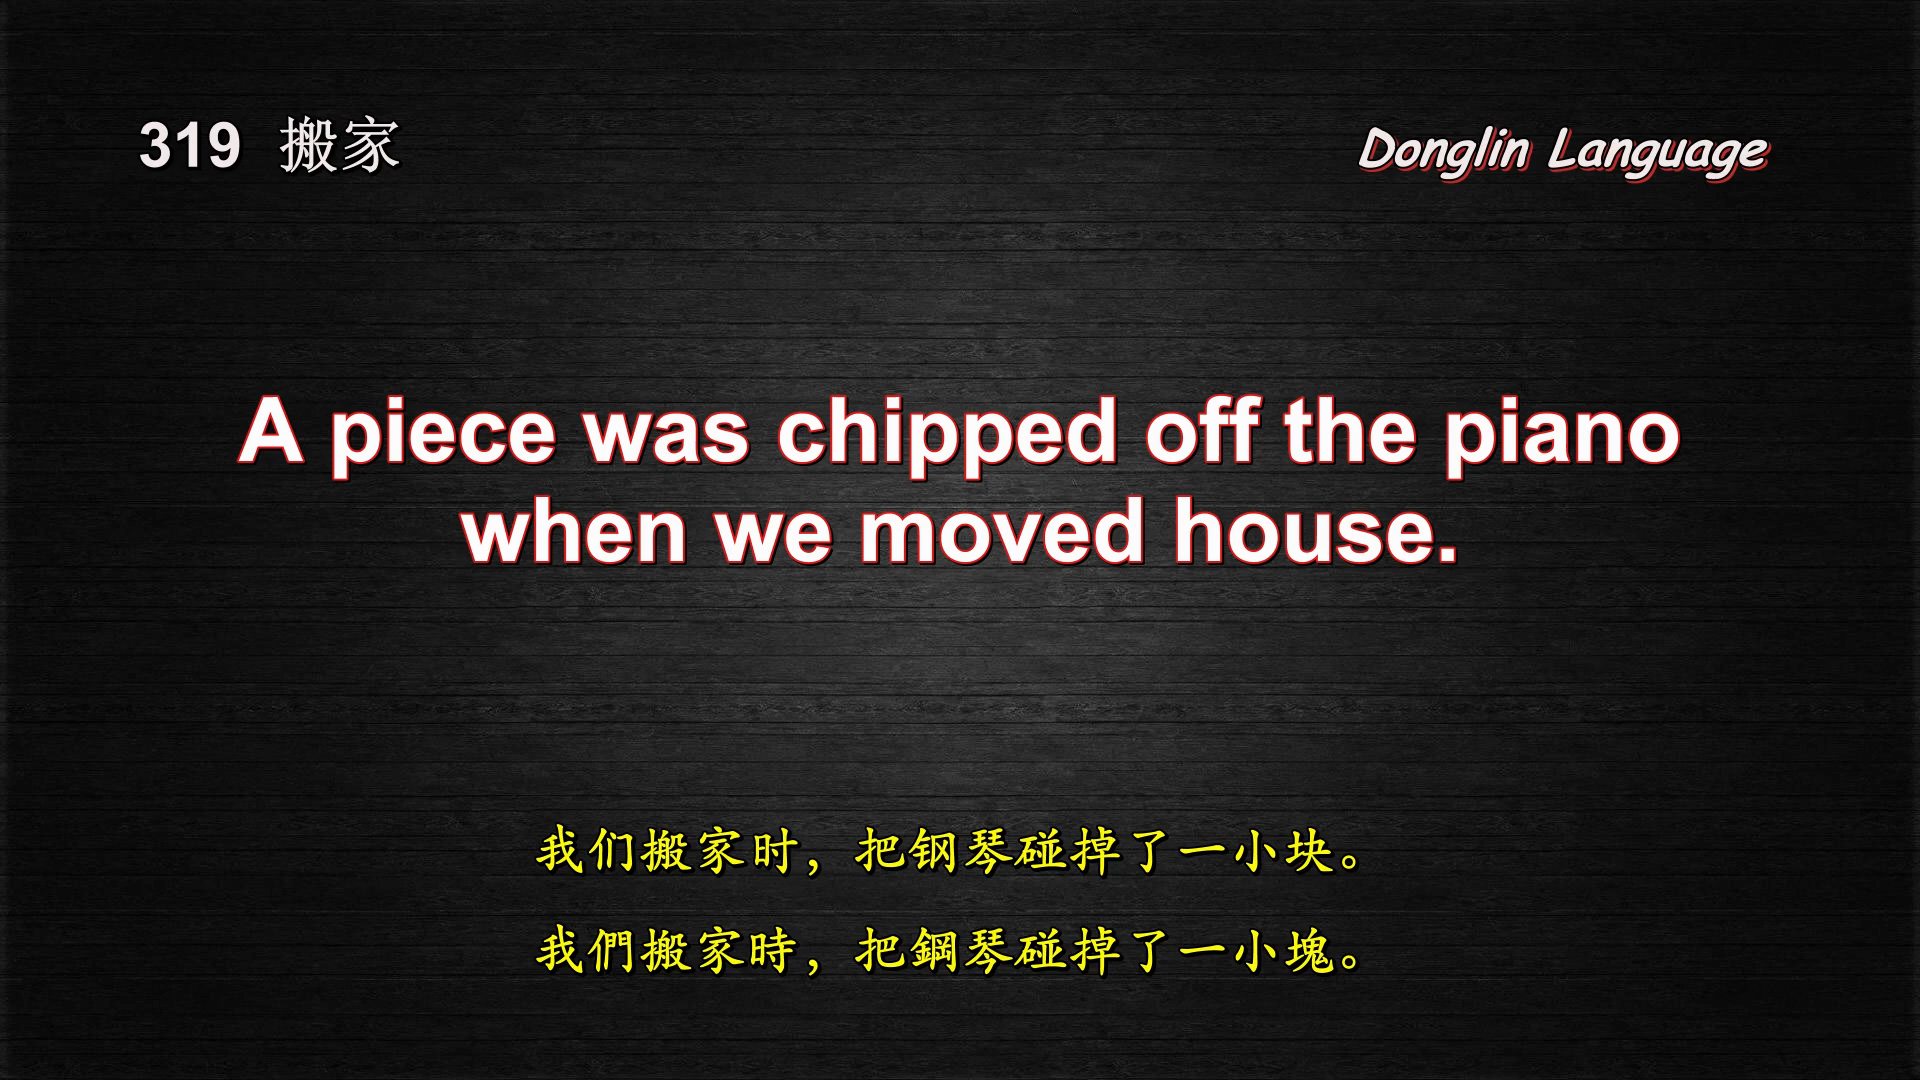 319 搬家
Donglin Language
A piece was chipped off the piano
when we moved house.
我们搬家时，把钢琴碰掉了一小块。
我們搬家時，把鋼琴碰掉了一小塊。